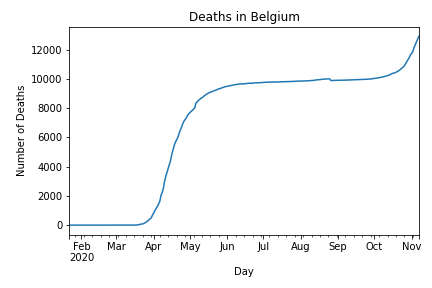 Deaths in Belgium
Number of Deaths
12000
10000
8000
6000
4000
2000
0
Feb Mar Apr May Jun Jul Aug Sep Oct Nov
2020
Day